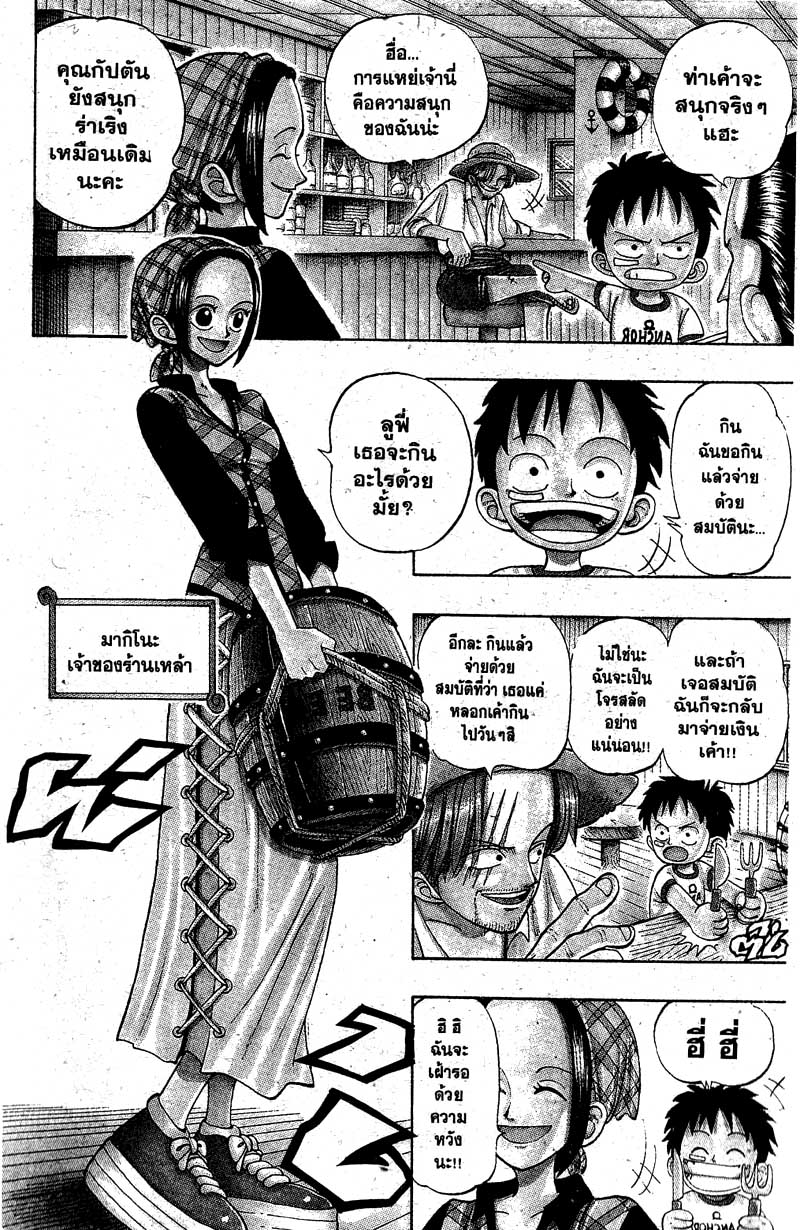 คุณกัปตัน
ยังสนุก
ร่าเริง
เหมือนเดิม
นะคะ
ฮื่อ...
การแหย่เจ้านี่
คือความสนุก
ของฉันน่ะ
ท่าเค้าจะ
สนุกจริงๆ
แฮะ
ANCHOR
ลูฟี่
เธอจะกิน
อะไรด้วย
มั้ย?
กิน
ฉันขอกิน
แล้วจ่าย
ด้วย
สมบัตินะ...
มากิโนะ
เจ้าของร้านเหล้า
อีกละ กินแล้ว
จ่ายด้วย
สมบัติที่ว่า เธอแค่
หลอกเค้ากิน
ไปวันๆสิ
ไม่ใช่นะ
ฉันจะเป็น
โจรสลัด
อย่าง
แน่นอน!!
และถ้า
เจอสมบัติ
ฉันก็จะกลับ
มาจ่ายเงิน
เค้า!!
ฮิ ฮิ
ฉันจะ
เฝ้ารอ
ด้วย
ความ
หวัง
นะ!!
ฮี่ ฮี่
ANCHOR